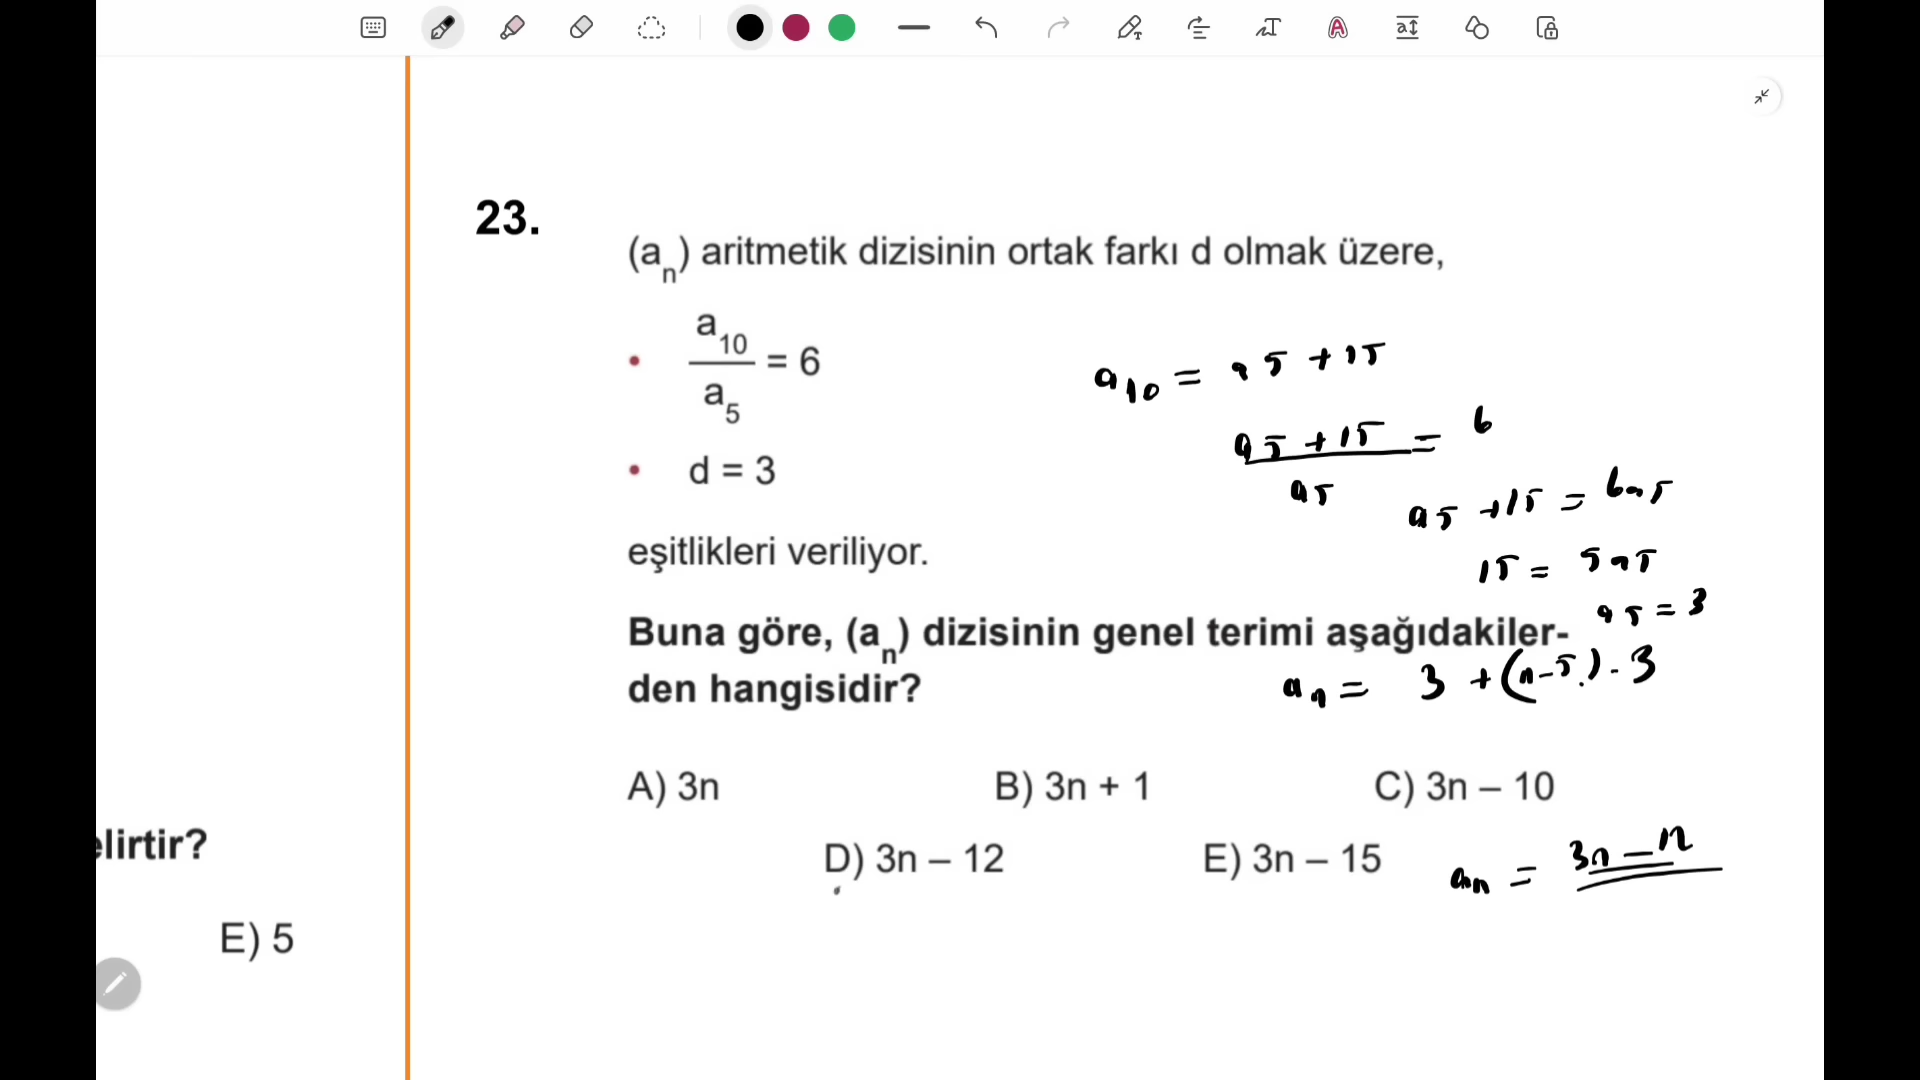 23.
(aₙ) aritmetik dizisinin ortak farkı d olmak üzere,
• a₁₀ / a₅ = 6
a₁₀ = a5 + 15
a5 + 15 / a5 = 6
• d = 3
a5 + 15 = 6a5
eşitlikleri veriliyor.
15 = 5a5
a5 = 3
Buna göre, (aₙ) dizisinin genel terimi aşağıdakiler-
den hangisidir?
aₙ = 3 + (n-5) . 3
A) 3n B) 3n + 1 C) 3n – 10
D) 3n – 12 E) 3n – 15
aₙ = 3n – 12
elirtir?
E) 5